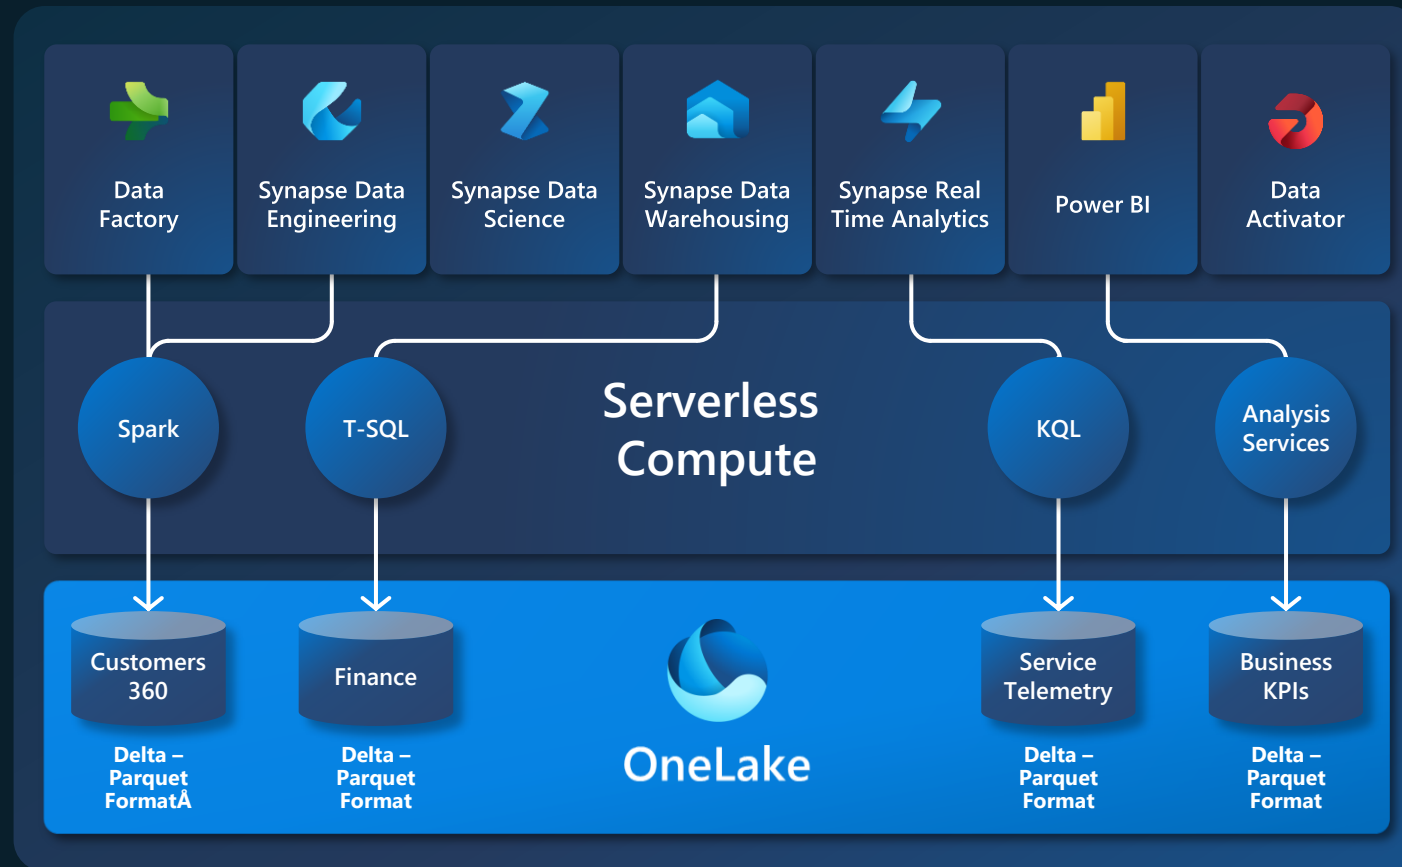 Data
Factory
Synapse Data
Engineering
Synapse Data
Science
Synapse Data
Warehousing
Synapse Real
Time Analytics
Power BI
Data
Activator
Serverless
Compute
Spark
T-SQL
KQL
Analysis
Services
Customers
360
Finance
Service
Telemetry
Business
KPIs
Delta –
Parquet
FormatÅ
Delta –
Parquet
Format
OneLake
Delta –
Parquet
Format
Delta –
Parquet
Format